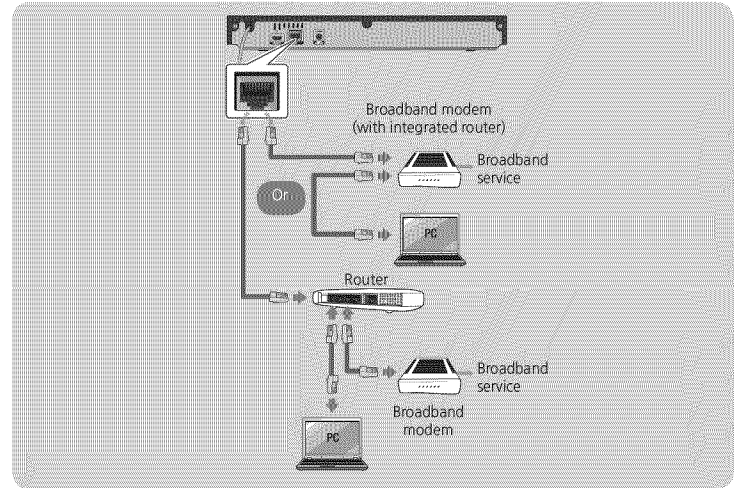 Broadband modem
(with integrated router)
Broadband
service
Or
PC
Router
Broadband
service
Broadband
modem
PC